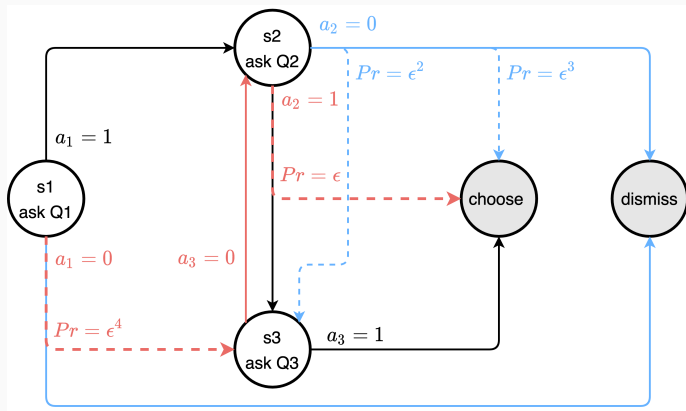 s2
ask Q2
a₂ = 0
Pr = ϵ²
Pr = ϵ³
a₂ = 1
a₁ = 1
Pr = ϵ
s1
ask Q1
choose
dismiss
a₁ = 0
a₃ = 0
Pr = ϵ⁴
s3
ask Q3
a₃ = 1